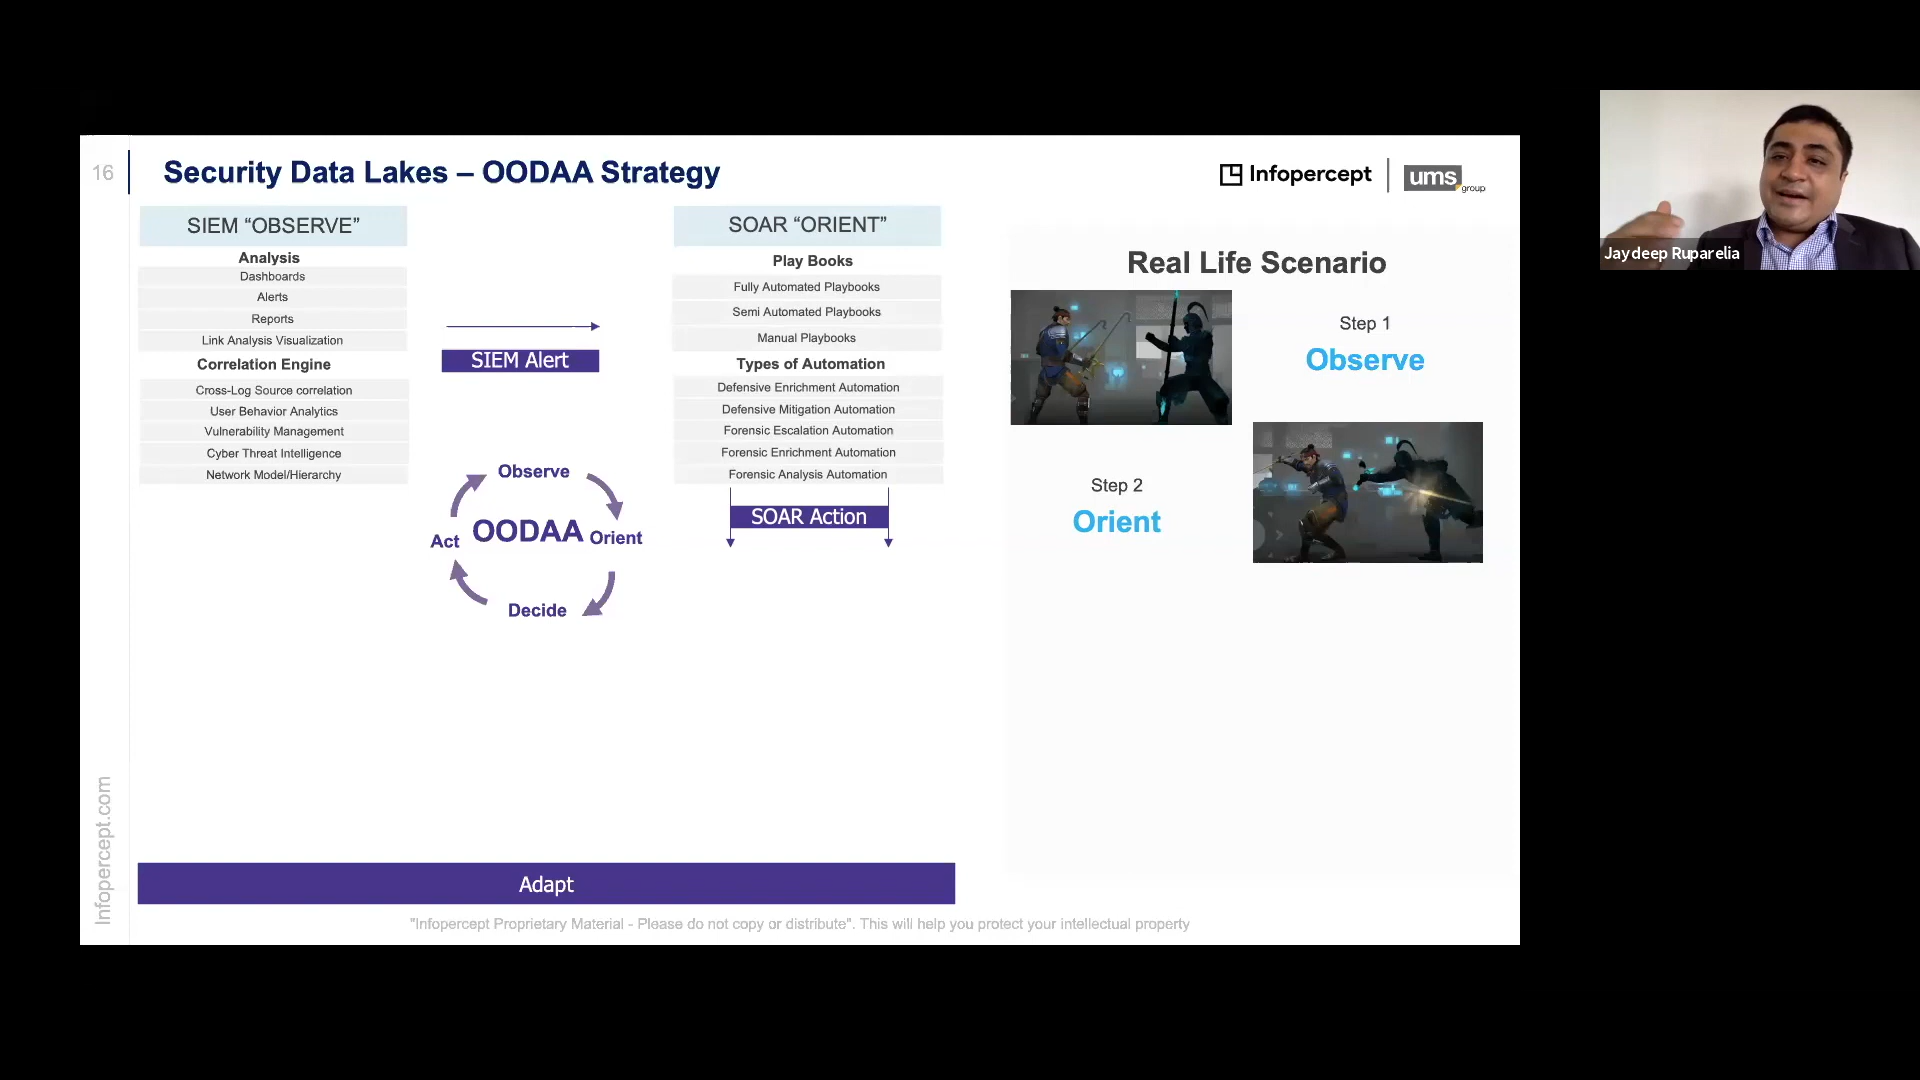 16
Security Data Lakes – OODAA Strategy
Infopercept
ums group
SIEM “OBSERVE”
Analysis
Dashboards
Alerts
Reports
Link Analysis Visualization
Correlation Engine
Cross-Log Source correlation
User Behavior Analytics
Vulnerability Management
Cyber Threat Intelligence
Network Model/Hierarchy
SIEM Alert
Observe
OODAA
Orient
Act
Decide
SOAR “ORIENT”
Play Books
Fully Automated Playbooks
Semi Automated Playbooks
Manual Playbooks
Types of Automation
Defensive Enrichment Automation
Defensive Mitigation Automation
Forensic Escalation Automation
Forensic Enrichment Automation
Forensic Analysis Automation
SOAR Action
Real Life Scenario
Step 1
Observe
Step 2
Orient
Adapt
Infopercept.com
"Infopercept Proprietary Material - Please do not copy or distribute". This will help you protect your intellectual property
Jaydeep Ruparelia